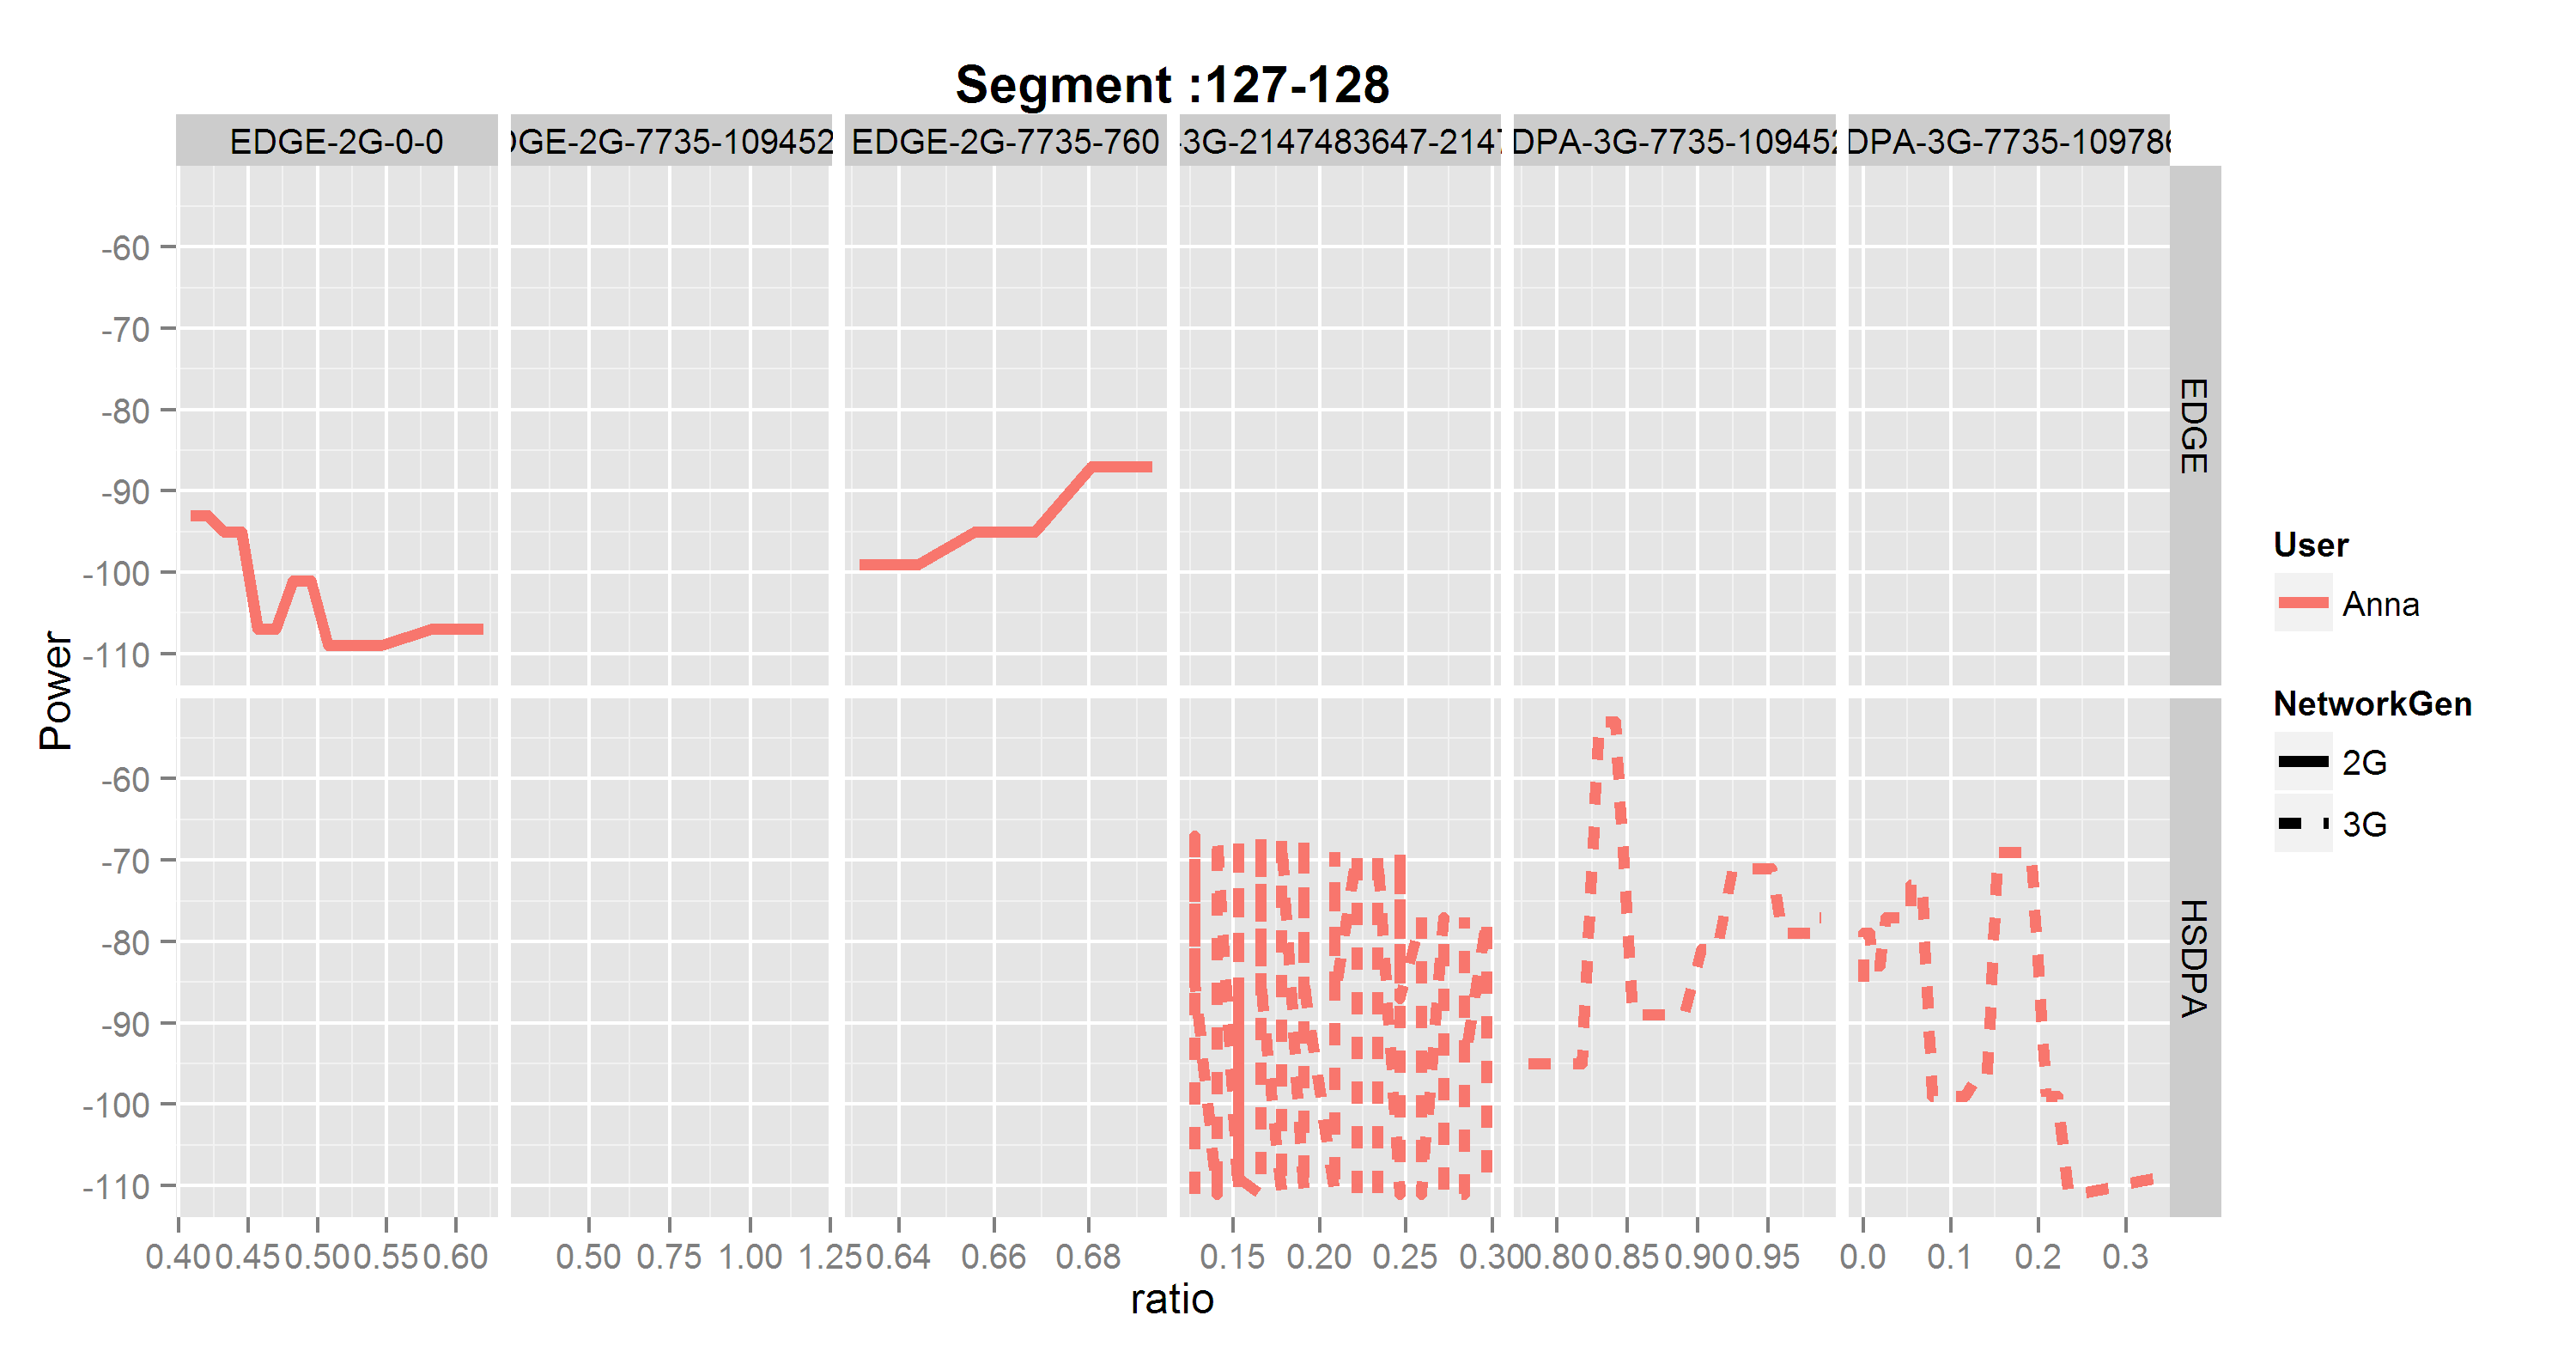 Segment :127-128
EDGE-2G-0-0
DGE-2G-7735-109452
EDGE-2G-7735-760
-3G-2147483647-2147
DPA-3G-7735-109452
DPA-3G-7735-109786
-60
-70
-80
-90
-100
-110
EDGE
-60
-70
-80
-90
-100
-110
HSDPA
Power
0.40 0.45 0.50 0.55 0.60
0.50 0.75 1.00 1.25
0.64 0.66 0.68
0.15 0.20 0.25 0.30
0.80 0.85 0.90 0.95
0.0 0.1 0.2 0.3
ratio
User
Anna
NetworkGen
2G
3G